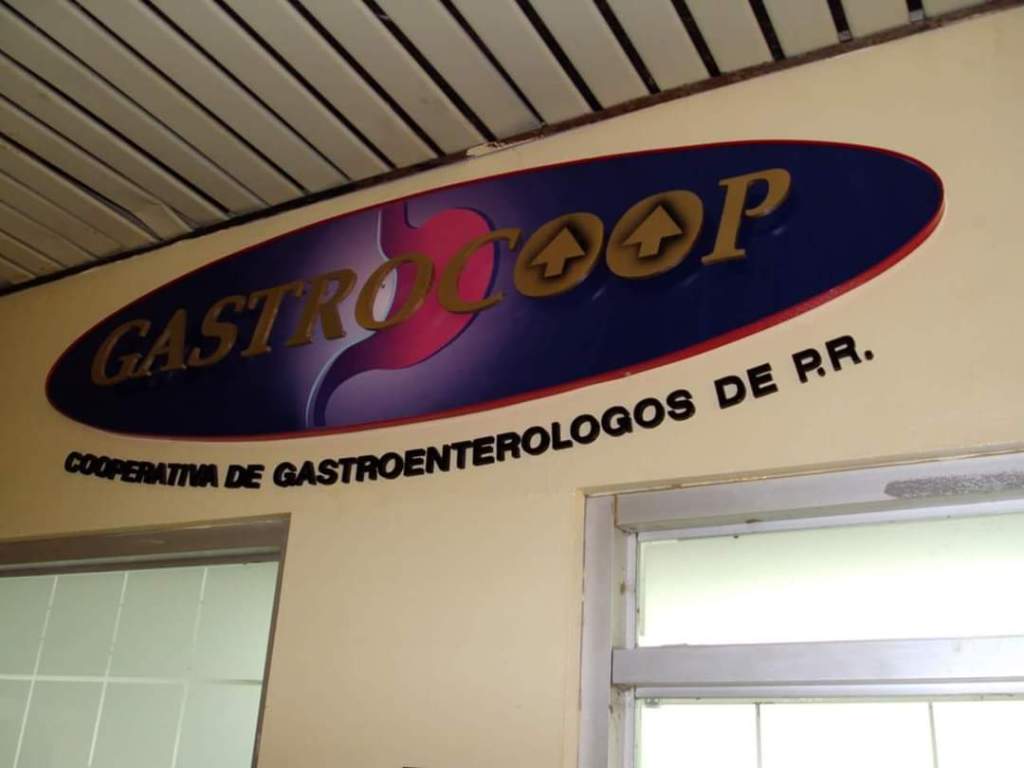 GASTROCOOP
COOPERATIVA DE GASTROENTEROLOGOS DE P.R.